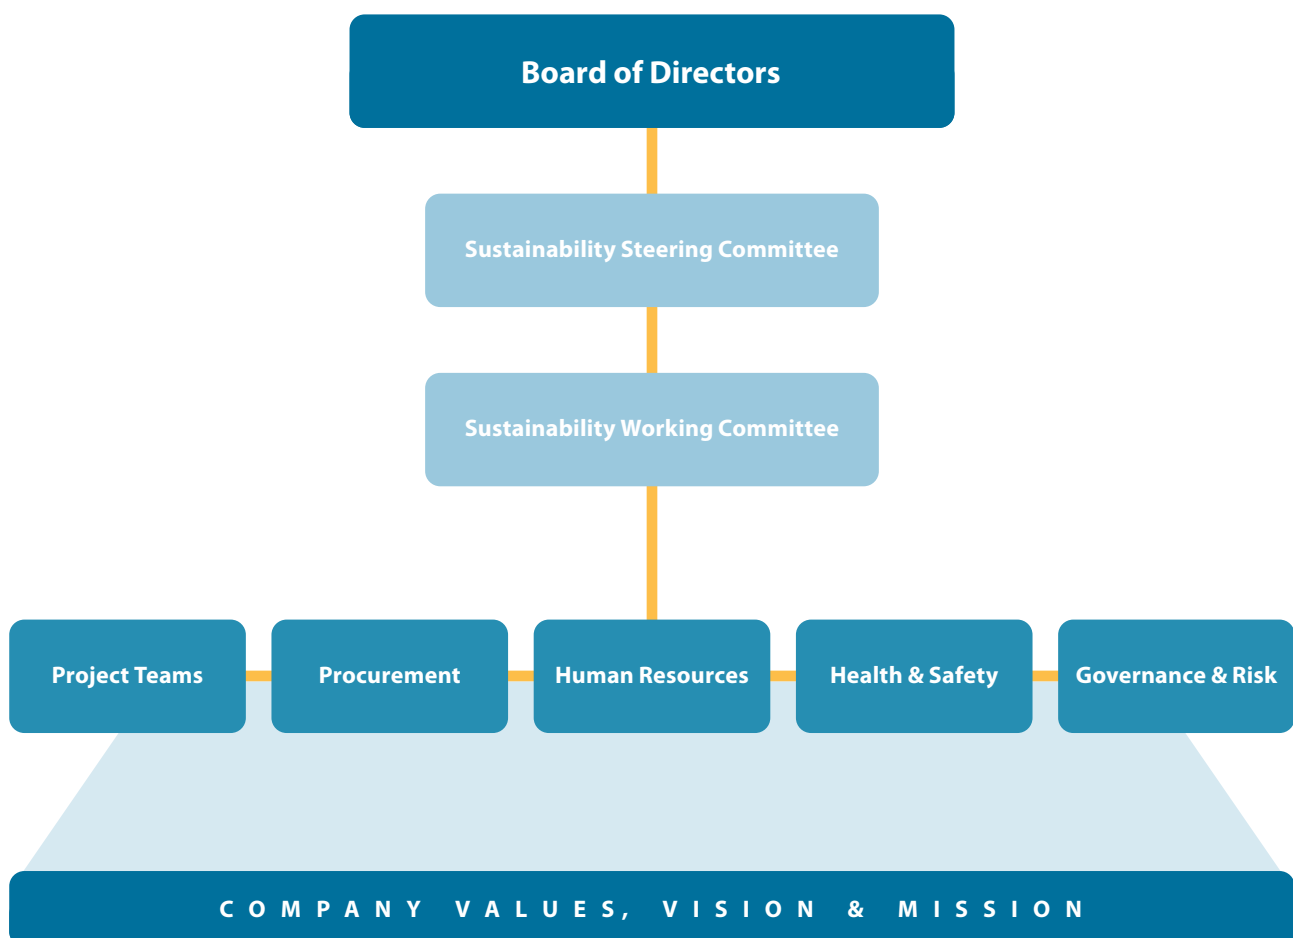 Board of Directors
Sustainability Steering Committee
Sustainability Working Committee
Project Teams
Procurement
Human Resources
Health & Safety
Governance & Risk
COMPANY VALUES, VISION & MISSION